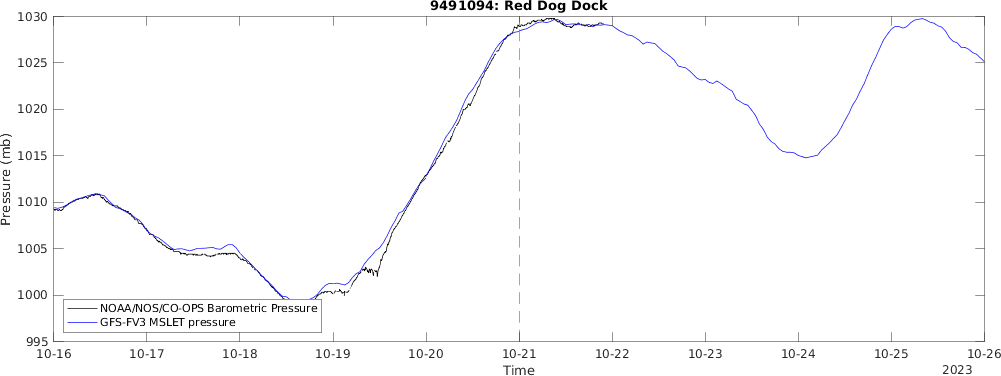 9491094: Red Dog Dock
1030
1025
1020
1015
1010
1005
1000
995
Pressure (mb)
NOAA/NOS/CO-OPS Barometric Pressure
GFS-FV3 MSLET pressure
10-16 10-17 10-18 10-19 10-20 10-21 10-22 10-23 10-24 10-25 10-26
Time
2023